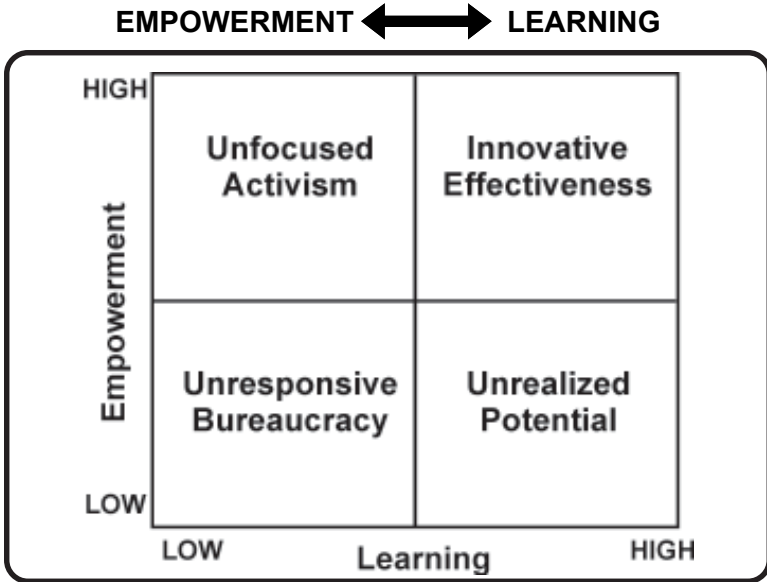 EMPOWERMENT LEARNING
HIGH
Unfocused
Activism
Innovative
Effectiveness
Empowerment
Unresponsive
Bureaucracy
Unrealized
Potential
LOW
LOW
Learning
HIGH